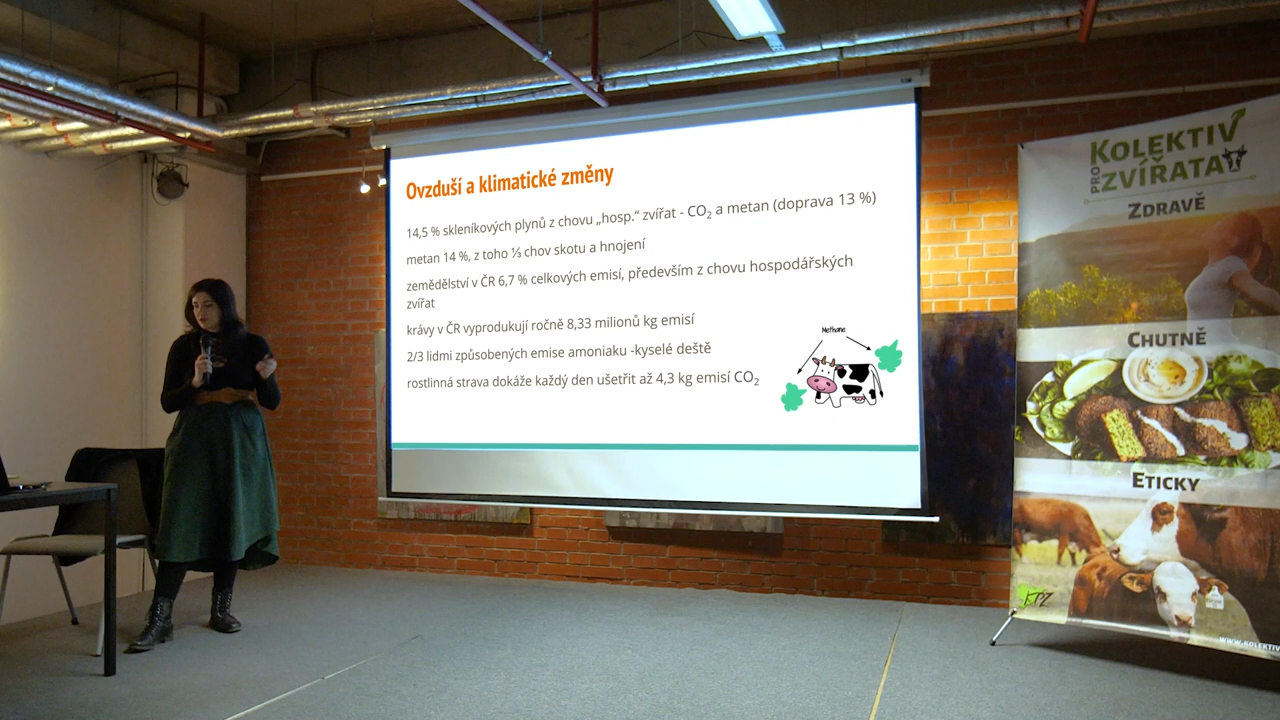 Ovzduší a klimatické změny
14,5 % skleníkových plynů z chovu „hosp.“ zvířat - CO₂ a metan (doprava 13 %)
metan 14 %, z toho ⅓ chov skotu a hnojení
zemědělství v ČR 6,7 % celkových emisí, především z chovu hospodářských
zvířat
krávy v ČR vyprodukují ročně 8,33 milionů kg emisí
2/3 lidmi způsobených emise amoniaku -kyselé deště
rostlinná strava dokáže každý den ušetřit až 4,3 kg emisí CO₂
Methane
KOLEKTIV
PRO
ZVÍŘATA
ZDRAVĚ
CHUTNĚ
ETICKY
KPZ
WWW.KOLEKTIV